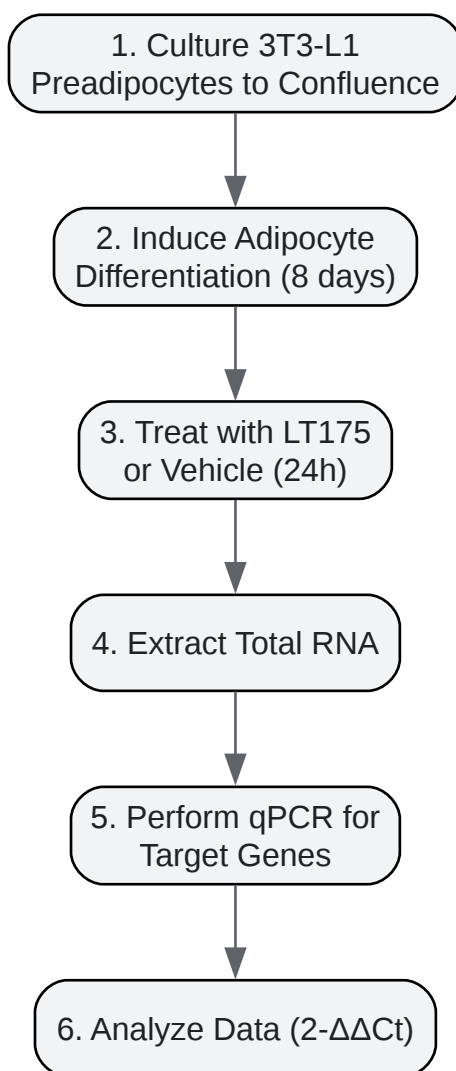 1. Culture 3T3-L1
Preadipocytes to Confluence
2. Induce Adipocyte
Differentiation (8 days)
3. Treat with LT175
or Vehicle (24h)
4. Extract Total RNA
5. Perform qPCR for
Target Genes
6. Analyze Data (2-ΔΔCt)